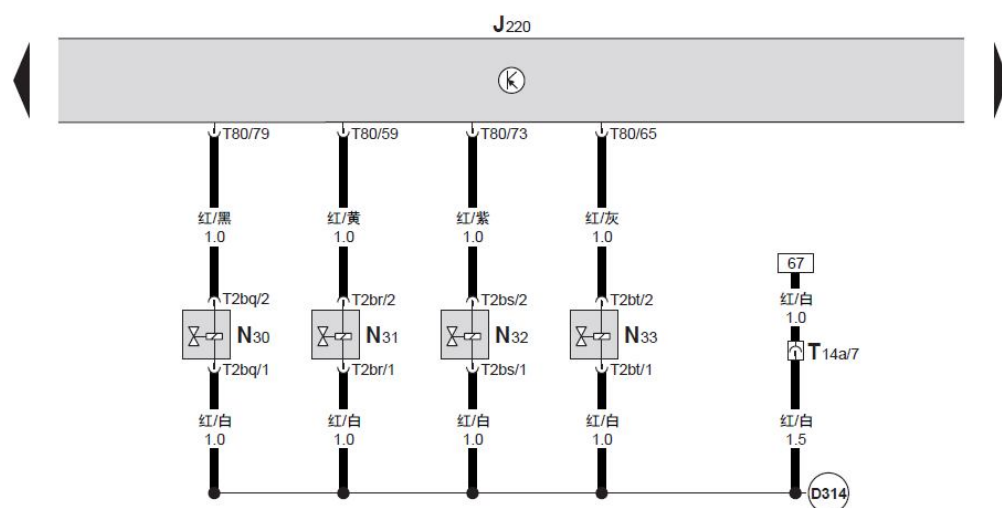 J220
T80/79 T80/59 T80/73 T80/65
红/黑 红/黄 红/紫 红/灰
1.0 1.0 1.0 1.0
67
T2bq/2 T2br/2 T2bs/2 T2bt/2 红/白
1.0
N30 N31 N32 N33
T14a/7
T2bq/1 T2br/1 T2bs/1 T2bt/1
红/白 红/白 红/白 红/白 红/白
1.0 1.0 1.0 1.0 1.5
D314